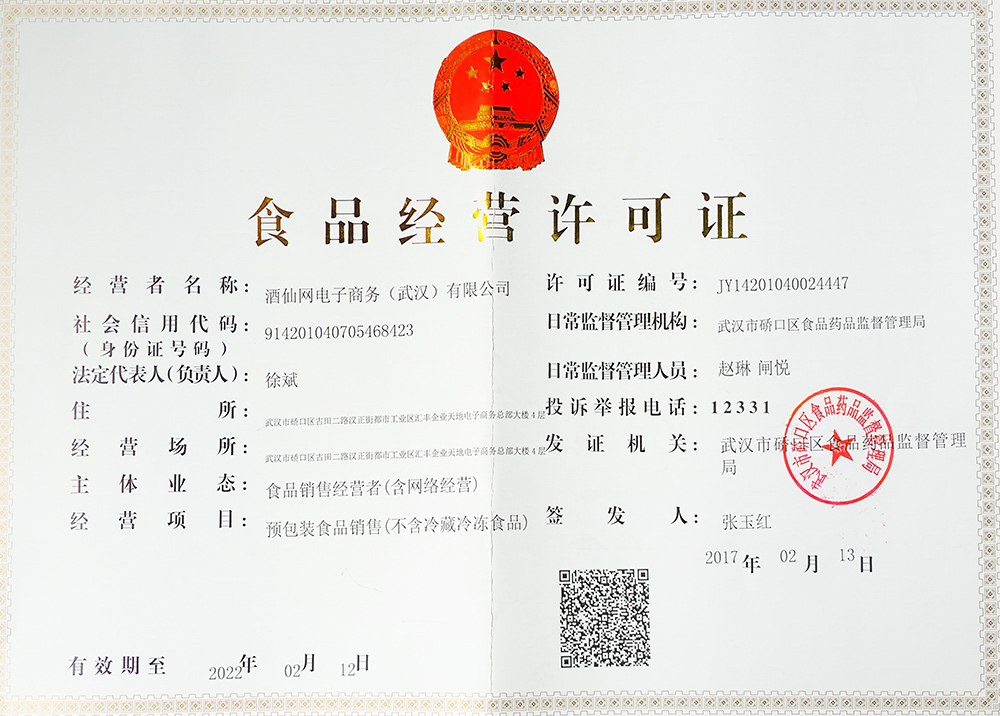 食品经营许可证
经营者名称： 酒仙网电子商务（武汉）有限公司
社会信用代码： 914201040705468423
（身份证号码）
法定代表人(负责人)： 徐斌
住所： 武汉市硚口区古田二路汉正街都市工业区汇丰企业天地电子商务总部大楼4层
经营场所： 武汉市硚口区古田二路汉正街都市工业区汇丰企业天地电子商务总部大楼4层
主体业态： 食品销售经营者(含网络经营)
经营项目： 预包装食品销售(不含冷藏冷冻食品)
有效期至 2022年 02月 12日
许可证编号： JY14201040024447
日常监督管理机构： 武汉市硚口区食品药品监督管理局
日常监督管理人员： 赵琳 闸悦
投诉举报电话：12331
发证机关： 武汉市硚口区食品药品监督管理
局
武汉市硚口区食品药品监督管理局
签发人： 张玉红
2017年 02月 13日